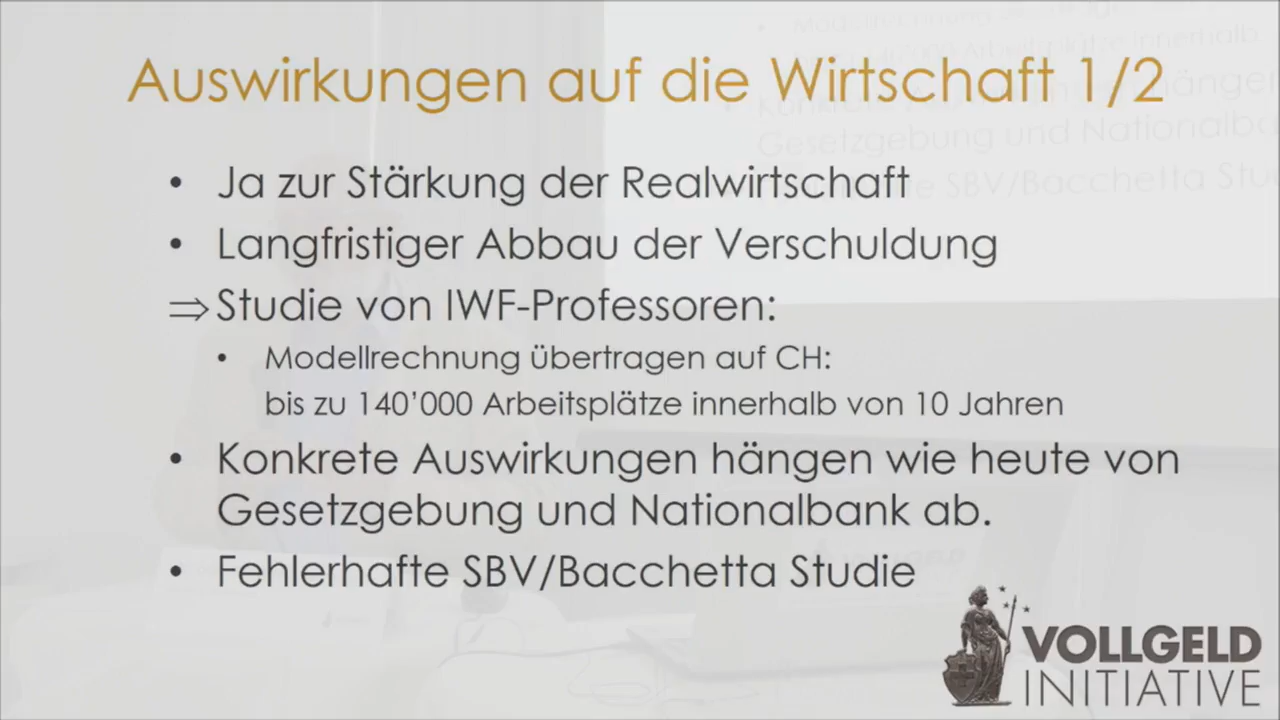 Auswirkungen auf die Wirtschaft 1/2
• Ja zur Stärkung der Realwirtschaft
• Langfristiger Abbau der Verschuldung
⇒ Studie von IWF-Professoren:
• Modellrechnung übertragen auf CH:
bis zu 140’000 Arbeitsplätze innerhalb von 10 Jahren
• Konkrete Auswirkungen hängen wie heute von
Gesetzgebung und Nationalbank ab.
• Fehlerhafte SBV/Bacchetta Studie
VOLLGELD
INITIATIVE